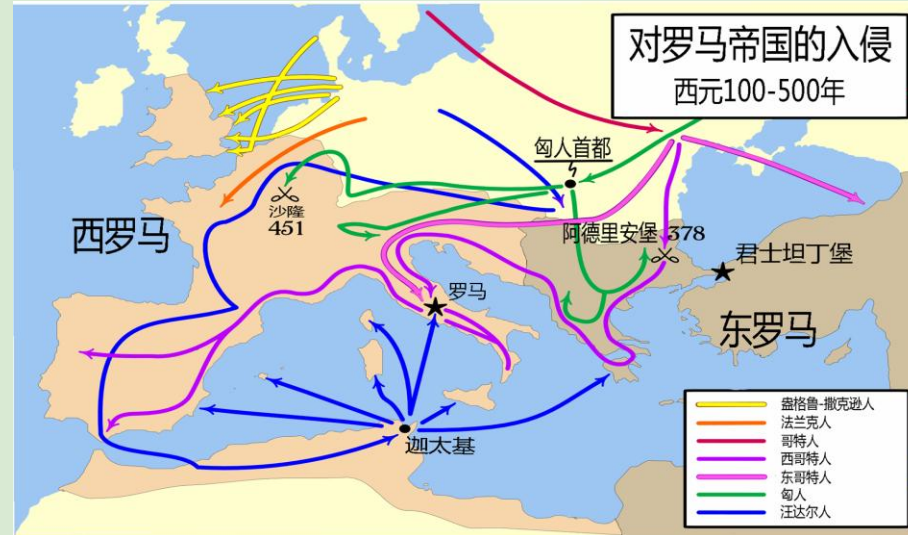 对罗马帝国的入侵
西元100-500年
匈人首都
沙隆
451
西罗马
阿德里安堡 378
君士坦丁堡
罗马
东罗马
迦太基
盎格鲁-撒克逊人
法兰克人
哥特人
西哥特人
东哥特人
匈人
汪达尔人